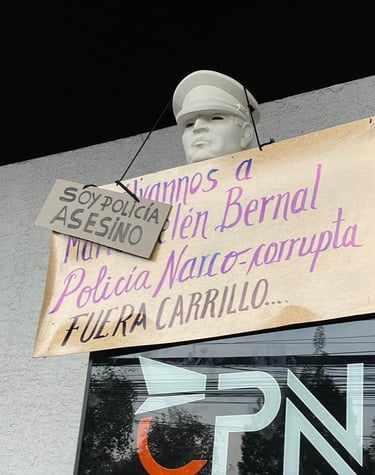 SOY POLICÍA
ASESINO
a
Belén Bernal
Policía Narco-corrupta
FUERA CARRILLO....
CPN